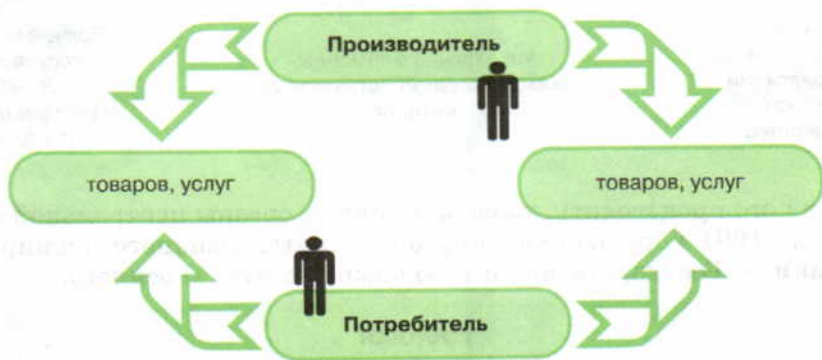 Производитель
товаров, услуг
товаров, услуг
Потребитель